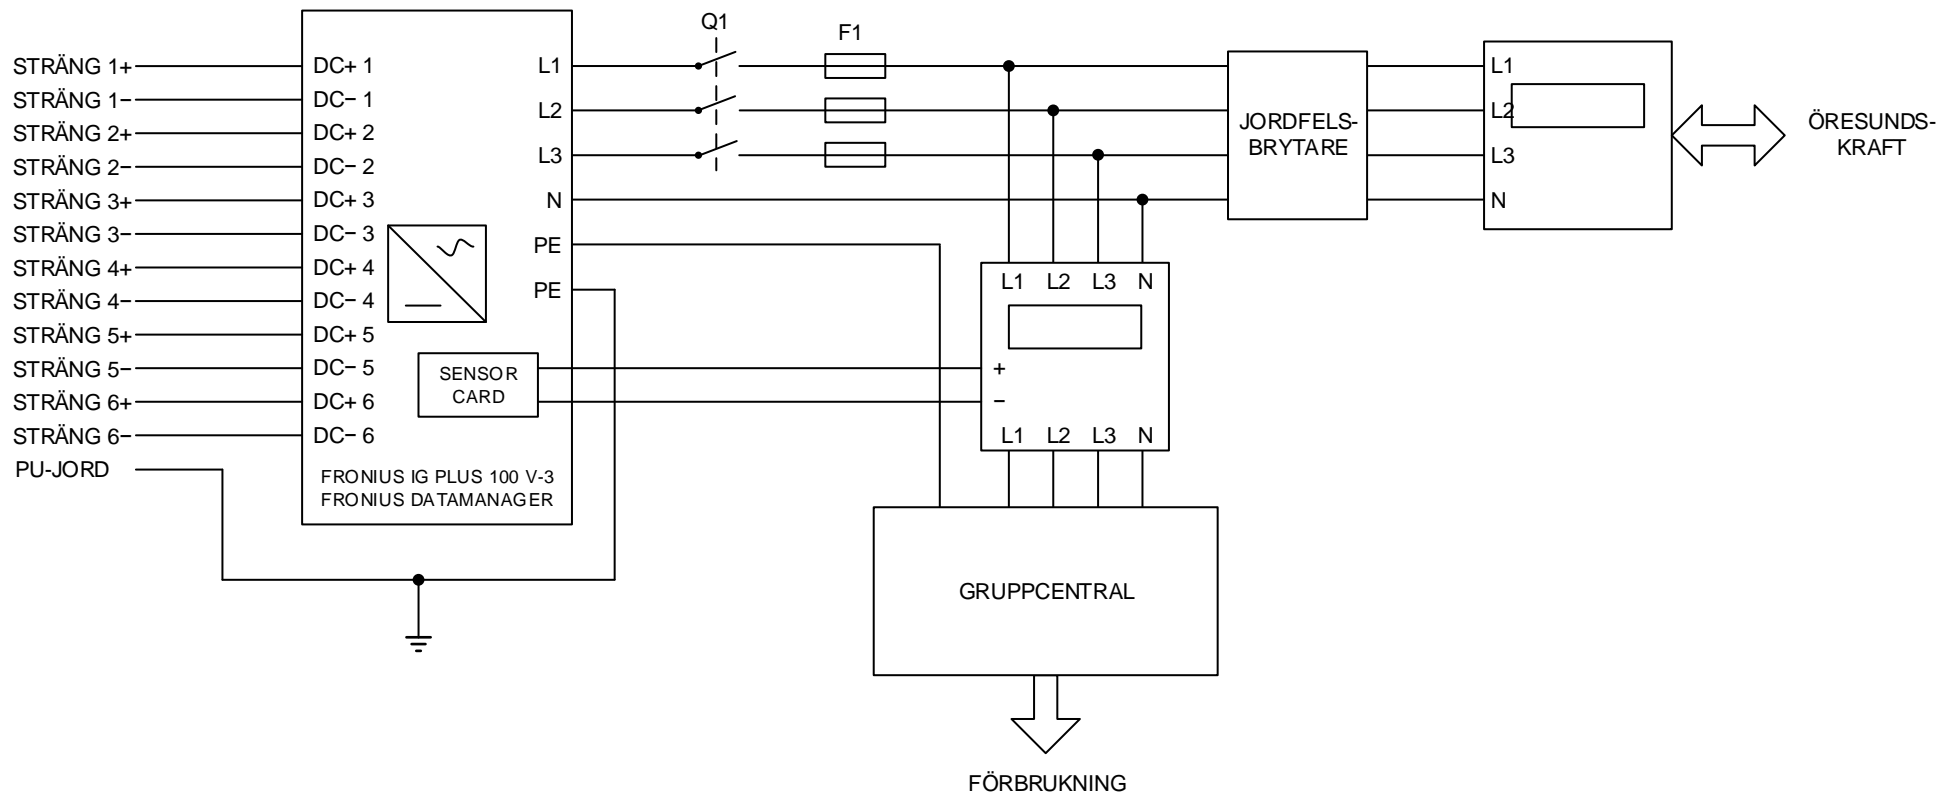 Q1
F1
STRÄNG 1+
STRÄNG 1−
STRÄNG 2+
STRÄNG 2−
STRÄNG 3+
STRÄNG 3−
STRÄNG 4+
STRÄNG 4−
STRÄNG 5+
STRÄNG 5−
STRÄNG 6+
STRÄNG 6−
PU-JORD
DC+ 1
DC− 1
DC+ 2
DC− 2
DC+ 3
DC− 3
DC+ 4
DC− 4
DC+ 5
DC− 5
DC+ 6
DC− 6
L1
L2
L3
N
PE
PE
SENSOR
CARD
FRONIUS IG PLUS 100 V-3
FRONIUS DATAMANAGER
JORDFELS-
BRYTARE
L1
L2
L3
N
ÖRESUNDS-
KRAFT
L1 L2 L3 N
+
−
L1 L2 L3 N
GRUPPCENTRAL
FÖRBRUKNING